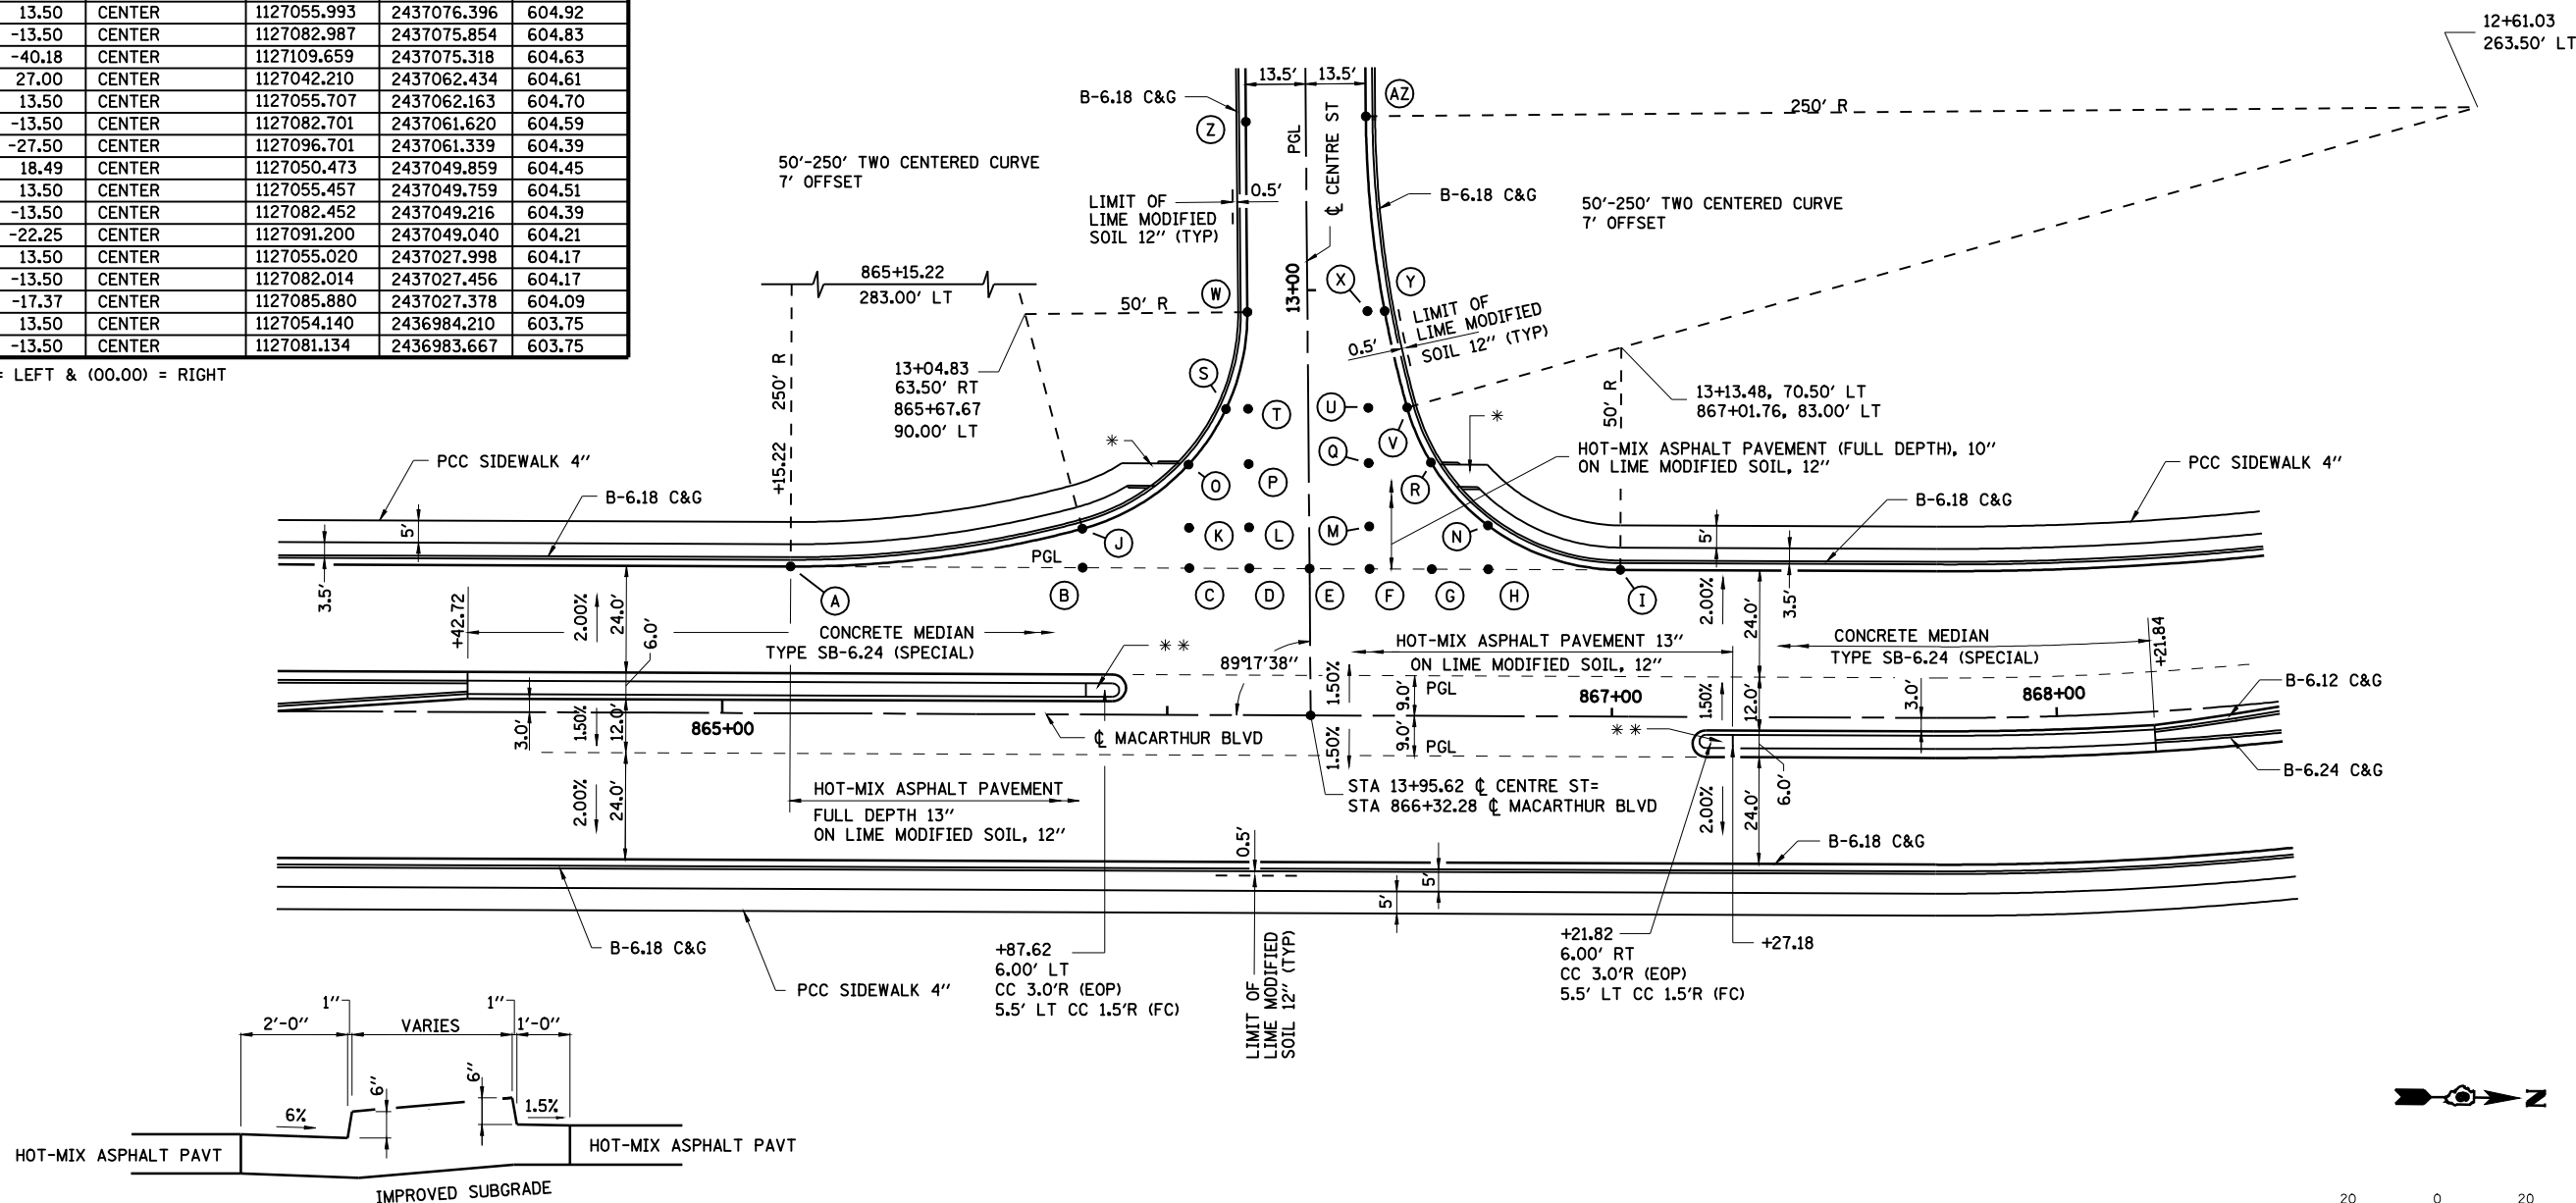 13.50 CENTER 1127055.993 2437076.396 604.92
-13.50 CENTER 1127082.987 2437075.854 604.83
-40.18 CENTER 1127109.659 2437075.318 604.63
27.00 CENTER 1127042.210 2437062.434 604.61
13.50 CENTER 1127055.707 2437062.163 604.70
-13.50 CENTER 1127082.701 2437061.620 604.59
-27.50 CENTER 1127096.701 2437061.339 604.39
18.49 CENTER 1127050.473 2437049.859 604.45
13.50 CENTER 1127055.457 2437049.759 604.51
-13.50 CENTER 1127082.452 2437049.216 604.39
-22.25 CENTER 1127091.200 2437049.040 604.21
13.50 CENTER 1127055.020 2437027.998 604.17
-13.50 CENTER 1127082.014 2437027.456 604.17
-17.37 CENTER 1127085.880 2437027.378 604.09
13.50 CENTER 1127054.140 2436984.210 603.75
-13.50 CENTER 1127081.134 2436983.667 603.75
= LEFT & (00.00) = RIGHT
12+61.03
263.50' LT
13.5' 13.5'
B-6.18 C&G
AZ
Z
250' R
PGL
℄ CENTRE ST
50'-250' TWO CENTERED CURVE
7' OFFSET
LIMIT OF
LIME MODIFIED
SOIL 12" (TYP)
0.5'
B-6.18 C&G
50'-250' TWO CENTERED CURVE
7' OFFSET
865+15.22
283.00' LT
W
50' R
13+00
X
Y
LIMIT OF
LIME MODIFIED
SOIL 12" (TYP)
0.5'
250' R
+15.22
13+04.83
63.50' RT
865+67.67
90.00' LT
S
T
U
V
50' R
13+13.48, 70.50' LT
867+01.76, 83.00' LT
*
*
HOT-MIX ASPHALT PAVEMENT (FULL DEPTH), 10"
ON LIME MODIFIED SOIL, 12"
PCC SIDEWALK 4"
PCC SIDEWALK 4"
B-6.18 C&G
B-6.18 C&G
O
P
Q
R
5'
3.5'
J
K
L
M
N
5'
3.5'
PGL
A
B
C
D
E
F
G
H
I
+42.72
2.00%
24.0'
6.0'
CONCRETE MEDIAN
TYPE SB-6.24 (SPECIAL)
* *
89°17'38"
HOT-MIX ASPHALT PAVEMENT 13"
ON LIME MODIFIED SOIL, 12"
2.00%
24.0'
CONCRETE MEDIAN
TYPE SB-6.24 (SPECIAL)
+21.84
3.0'
1.50%
12.0'
865+00
1.50%
9.0'
PGL
867+00
1.50%
12.0'
3.0'
868+00
B-6.12 C&G
℄ MACARTHUR BLVD
1.50%
9.0'
PGL
* *
6.0'
B-6.24 C&G
2.00%
24.0'
HOT-MIX ASPHALT PAVEMENT
FULL DEPTH 13"
ON LIME MODIFIED SOIL, 12"
STA 13+95.62 ℄ CENTRE ST=
STA 866+32.28 ℄ MACARTHUR BLVD
2.00%
24.0'
0.5'
B-6.18 C&G
5'
5'
B-6.18 C&G
PCC SIDEWALK 4"
+87.62
6.00' LT
CC 3.0'R (EOP)
5.5' LT CC 1.5'R (FC)
LIMIT OF
LIME MODIFIED
SOIL 12" (TYP)
+21.82
6.00' RT
CC 3.0'R (EOP)
5.5' LT CC 1.5'R (FC)
+27.18
1" 1"
2'-0" VARIES 1'-0"
6" 6"
6% 1.5%
HOT-MIX ASPHALT PAVT HOT-MIX ASPHALT PAVT
IMPROVED SUBGRADE
N
20 0 20